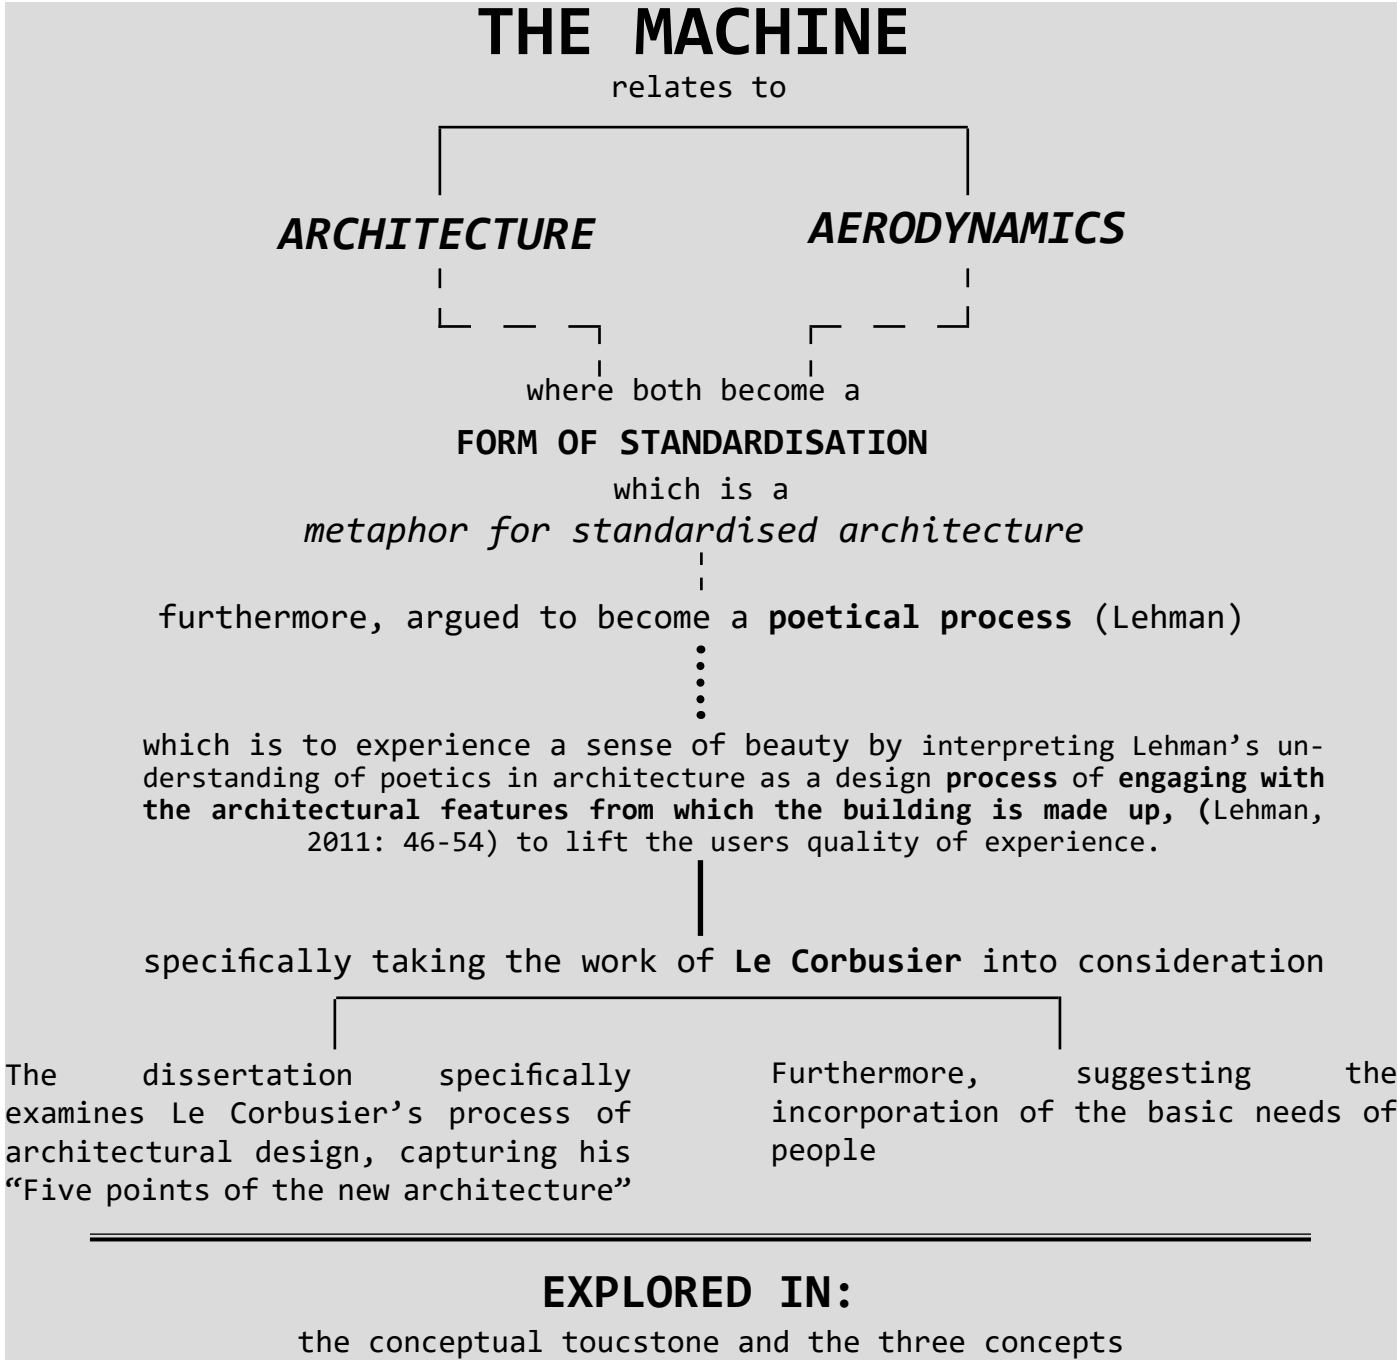 THE MACHINE
relates to
ARCHITECTURE
AERODYNAMICS
where both become a
FORM OF STANDARDISATION
which is a
metaphor for standardised architecture
furthermore, argued to become a poetical process (Lehman)
which is to experience a sense of beauty by interpreting Lehman’s un-
derstanding of poetics in architecture as a design process of engaging with
the architectural features from which the building is made up, (Lehman,
2011: 46-54) to lift the users quality of experience.
specifically taking the work of Le Corbusier into consideration
The dissertation specifically
examines Le Corbusier’s process of
architectural design, capturing his
“Five points of the new architecture”
Furthermore, suggesting the
incorporation of the basic needs of
people
EXPLORED IN:
the conceptual toucstone and the three concepts